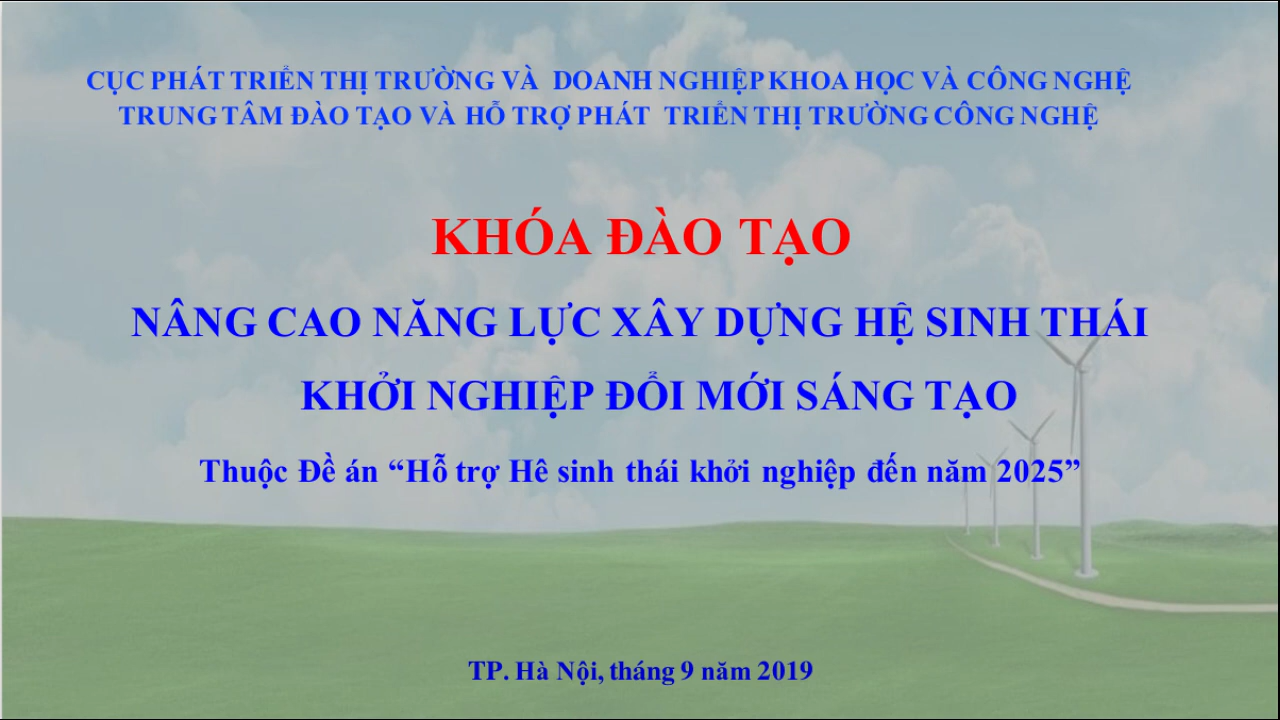 CỤC PHÁT TRIỂN THỊ TRƯỜNG VÀ DOANH NGHIỆP KHOA HỌC VÀ CÔNG NGHỆ
TRUNG TÂM ĐÀO TẠO VÀ HỖ TRỢ PHÁT TRIỂN THỊ TRƯỜNG CÔNG NGHỆ
KHÓA ĐÀO TẠO
NÂNG CAO NĂNG LỰC XÂY DỰNG HỆ SINH THÁI
KHỞI NGHIỆP ĐỔI MỚI SÁNG TẠO
Thuộc Đề án “Hỗ trợ Hê sinh thái khởi nghiệp đến năm 2025”
TP. Hà Nội, tháng 9 năm 2019